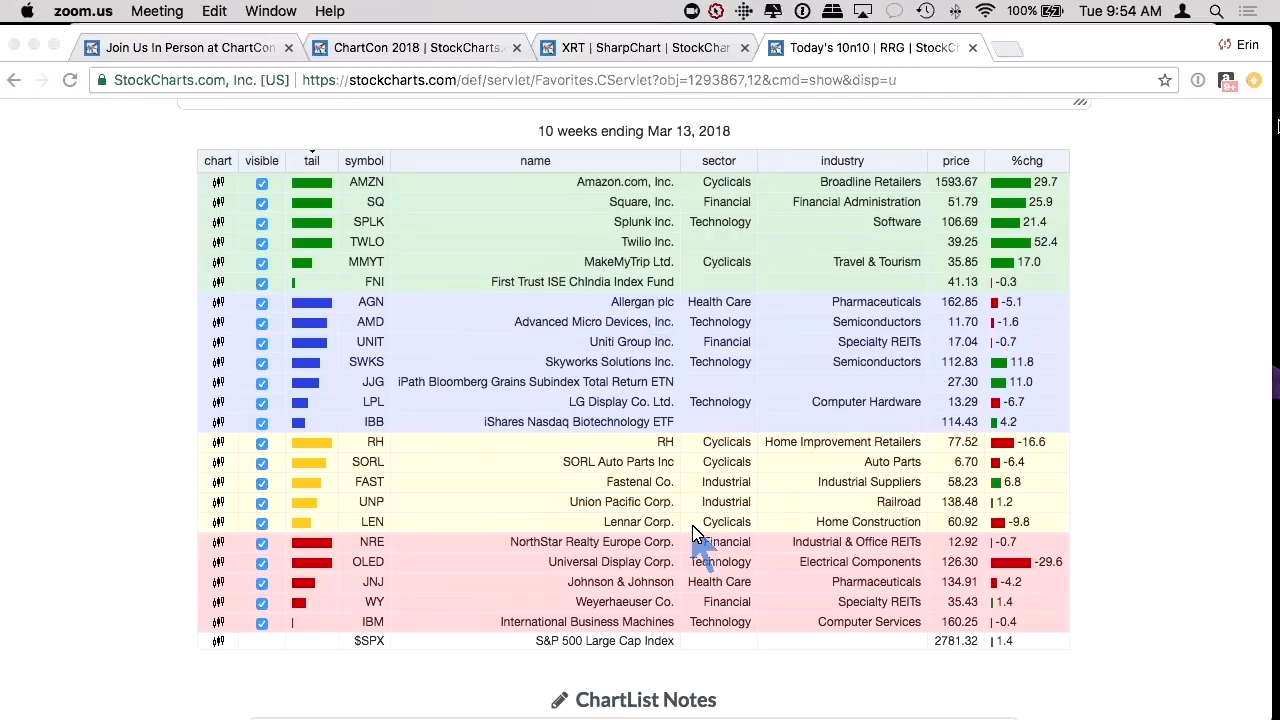 zoom.us Meeting Edit Window Help 100% Tue 9:54 AM
Join Us In Person at ChartCon ChartCon 2018 | StockCharts. XRT | SharpChart | StockChar Today's 10n10 | RRG | StockCh Erin
StockCharts.com, Inc. [US] https://stockcharts.com/def/servlet/Favorites.CServlet?obj=1293867,12&cmd=show&disp=u 9+
10 weeks ending Mar 13, 2018
chart visible tail symbol name sector industry price %chg
AMZN Amazon.com, Inc. Cyclicals Broadline Retailers 1593.67 29.7
SQ Square, Inc. Financial Financial Administration 51.79 25.9
SPLK Splunk Inc. Technology Software 106.69 21.4
TWLO Twilio Inc. 39.25 52.4
MMYT MakeMyTrip Ltd. Cyclicals Travel & Tourism 35.85 17.0
FNI First Trust ISE ChIndia Index Fund 41.13 -0.3
AGN Allergan plc Health Care Pharmaceuticals 162.85 -5.1
AMD Advanced Micro Devices, Inc. Technology Semiconductors 11.70 -1.6
UNIT Uniti Group Inc. Financial Specialty REITs 17.04 -0.7
SWKS Skyworks Solutions Inc. Technology Semiconductors 112.83 11.8
JJG iPath Bloomberg Grains Subindex Total Return ETN 27.30 11.0
LPL LG Display Co. Ltd. Technology Computer Hardware 13.29 -6.7
IBB iShares Nasdaq Biotechnology ETF 114.43 4.2
RH RH Cyclicals Home Improvement Retailers 77.52 -16.6
SORL SORL Auto Parts Inc Cyclicals Auto Parts 6.70 -6.4
FAST Fastenal Co. Industrial Industrial Suppliers 58.23 6.8
UNP Union Pacific Corp. Industrial Railroad 138.48 1.2
LEN Lennar Corp. Cyclicals Home Construction 60.92 -9.8
NRE NorthStar Realty Europe Corp. Financial Industrial & Office REITs 12.92 -0.7
OLED Universal Display Corp. Technology Electrical Components 126.30 -29.6
JNJ Johnson & Johnson Health Care Pharmaceuticals 134.91 -4.2
WY Weyerhaeuser Co. Financial Specialty REITs 35.43 1.4
IBM International Business Machines Technology Computer Services 160.25 -0.4
$SPX S&P 500 Large Cap Index 2781.32 1.4
ChartList Notes